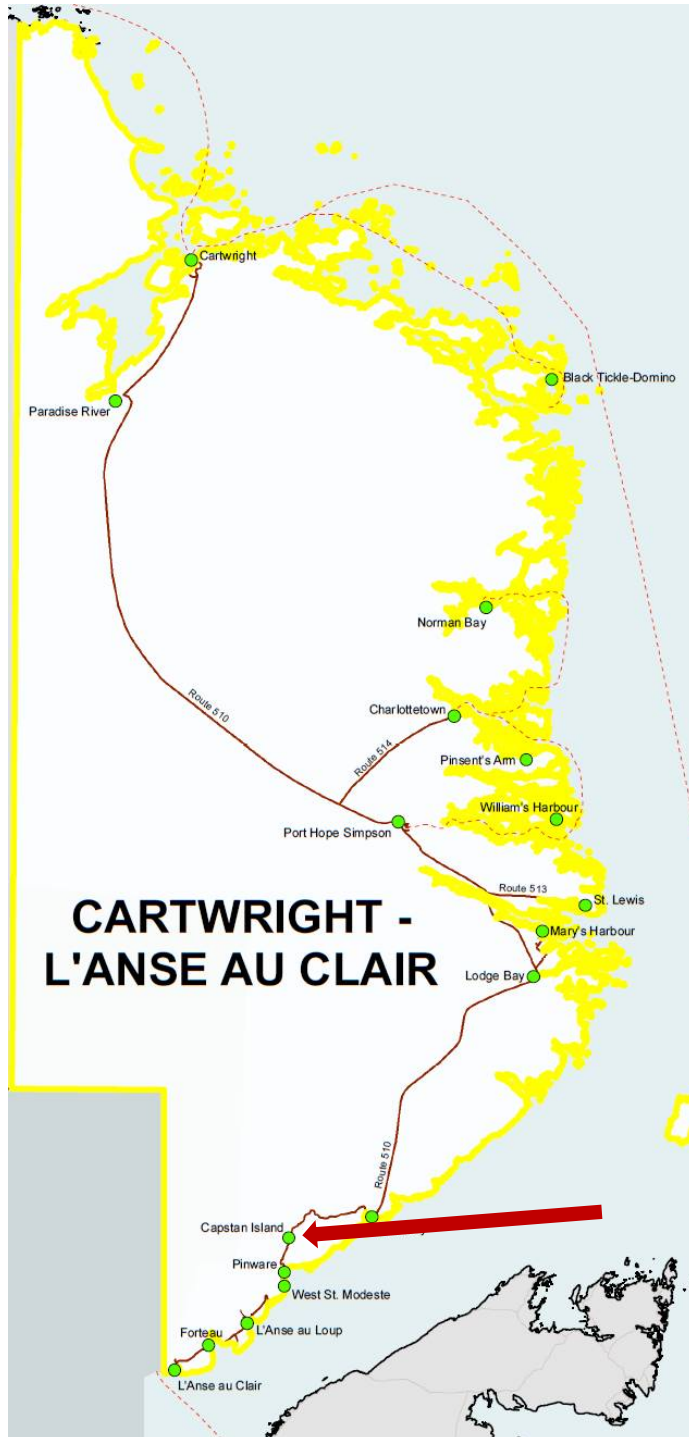 Cartwright
Black Tickle-Domino
Paradise River
Norman Bay
Route 510
Charlottetown
Route 514
Pinsent's Arm
William's Harbour
Port Hope Simpson
Route 513
St. Lewis
CARTWRIGHT -
L'ANSE AU CLAIR
Mary's Harbour
Lodge Bay
Route 510
Capstan Island
Pinware
West St. Modeste
L'Anse au Loup
Forteau
L'Anse au Clair